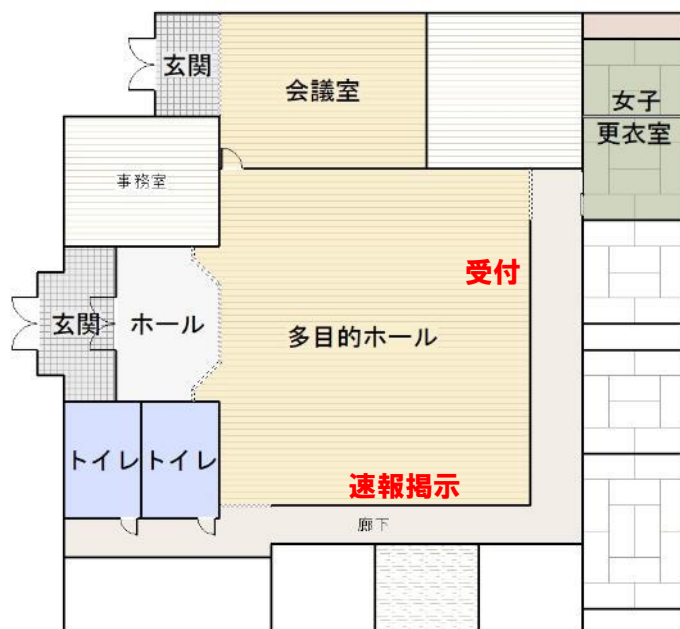 玄関
会議室
女子
更衣室
事務室
受付
玄関
ホール
多目的ホール
トイレ
トイレ
速報掲示
廊下